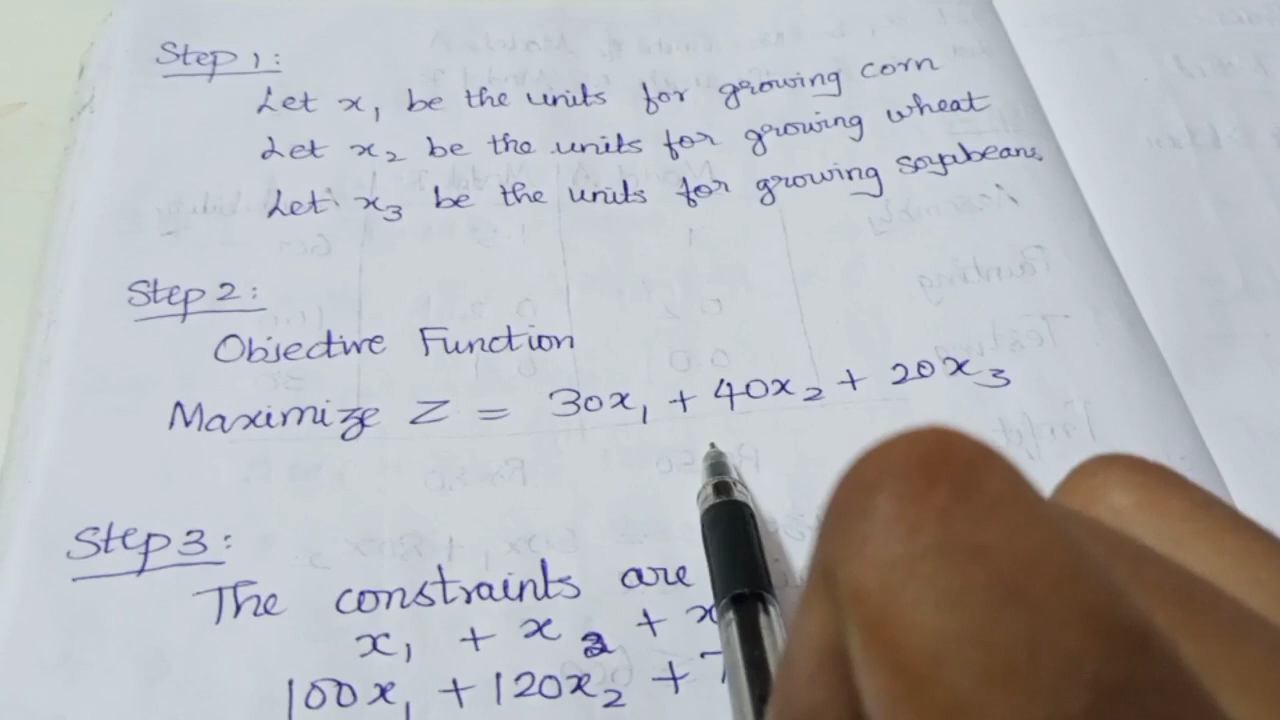 Step 1:
Let x₁ be the units for growing corn
Let x₂ be the units for growing wheat
Let x₃ be the units for growing soyabeans
Step 2:
Objective Function
Maximize Z = 30x₁ + 40x₂ + 20x₃
Step 3:
The constraints are
x₁ + x₂ + x
100x₁ + 120x₂ + 7